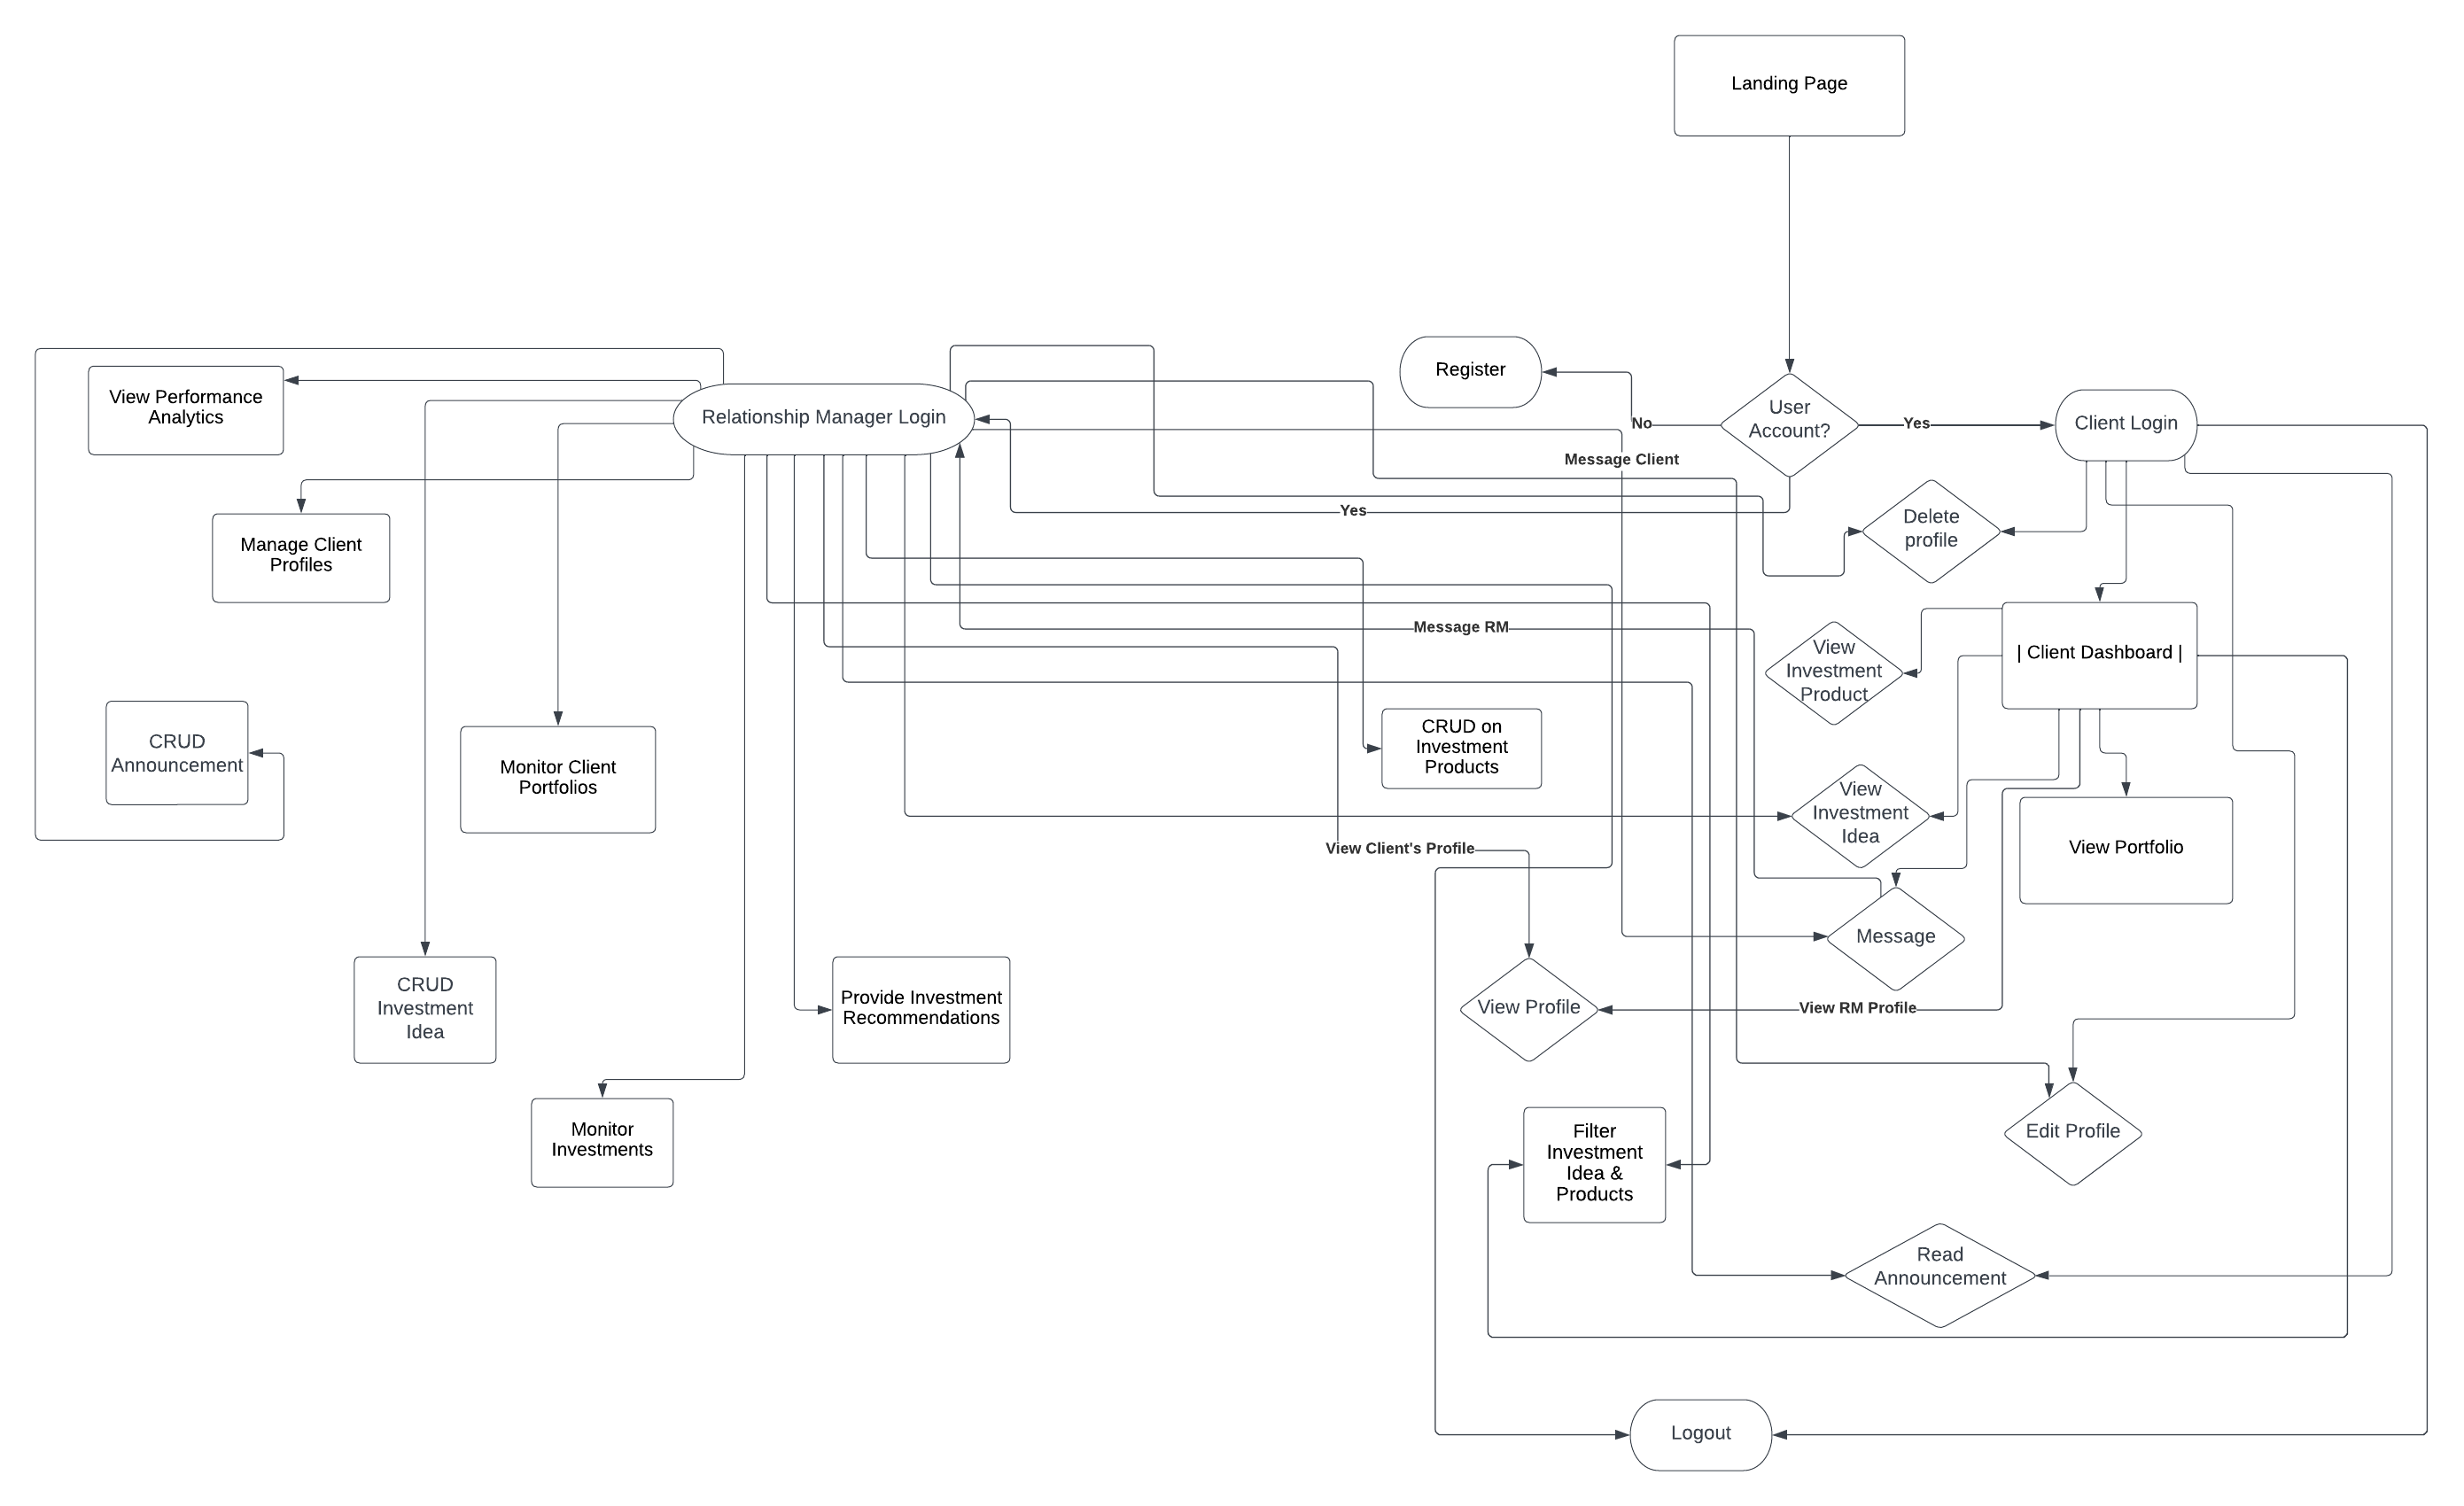 Landing Page
Register
User
Account?
No
Yes
Client Login
View Performance
Analytics
Relationship Manager Login
Message Client
Yes
Delete
profile
Manage Client
Profiles
Message RM
View
Investment
Product
| Client Dashboard |
CRUD
Announcement
Monitor Client
Portfolios
CRUD on
Investment
Products
View
Investment
Idea
View Portfolio
View Client's Profile
Message
CRUD
Investment
Idea
Provide Investment
Recommendations
View Profile
View RM Profile
Monitor
Investments
Filter
Investment
Idea &
Products
Edit Profile
Read
Announcement
Logout